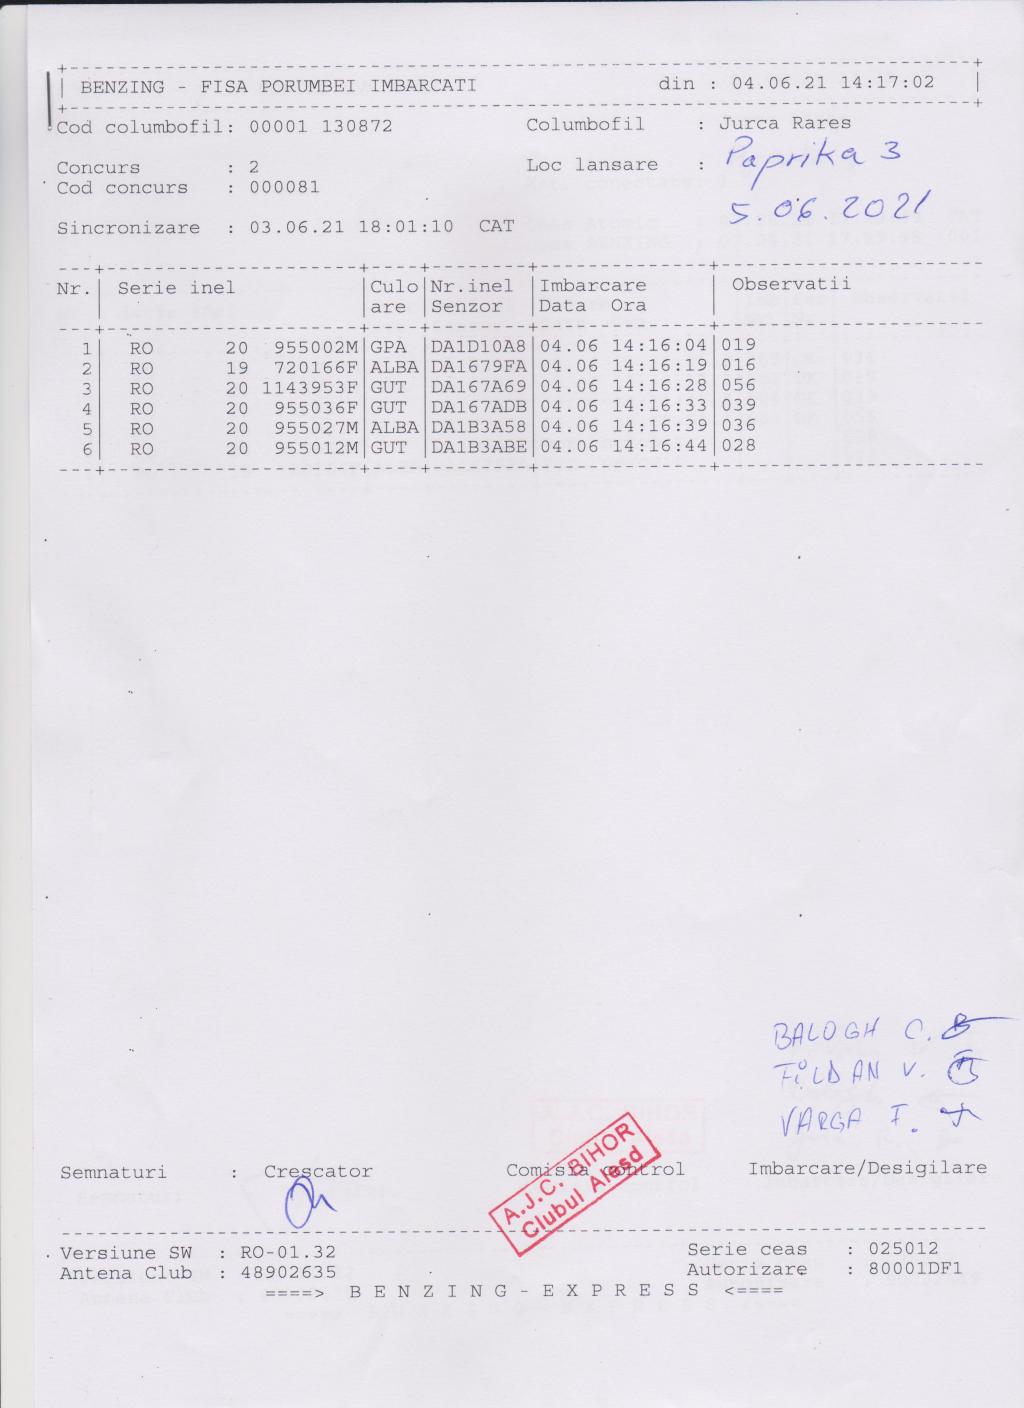 BENZING - FISA PORUMBEI IMBARCATI din : 04.06.21 14:17:02
Cod columbofil: 00001 130872 Columbofil : Jurca Rares
Concurs : 2 Loc lansare : Paprika 3
Cod concurs : 000081
5.06.2021
Sincronizare : 03.06.21 18:01:10 CAT
Nr. Serie inel Culo Nr.inel Imbarcare Observatii
are Senzor Data Ora
1 RO 20 955002M GPA DA1D10A8 04.06 14:16:04 019
2 RO 19 720166F ALBA DA1679FA 04.06 14:16:19 016
3 RO 20 1143953F GUT DA167A69 04.06 14:16:28 056
4 RO 20 955036F GUT DA167ADB 04.06 14:16:33 039
5 RO 20 955027M ALBA DA1B3A58 04.06 14:16:39 036
6 RO 20 955012M GUT DA1B3ABE 04.06 14:16:44 028
BALOGH C.
FILDAN V.
VARGA I.
A.J.C. BIHOR
Clubul Alesd
Semnaturi : Crescator Comisia control Imbarcare/Desigilare
Versiune SW : RO-01.32 Serie ceas : 025012
Antena Club : 48902635 Autorizare : 80001DF1
====> B E N Z I N G - E X P R E S S <====